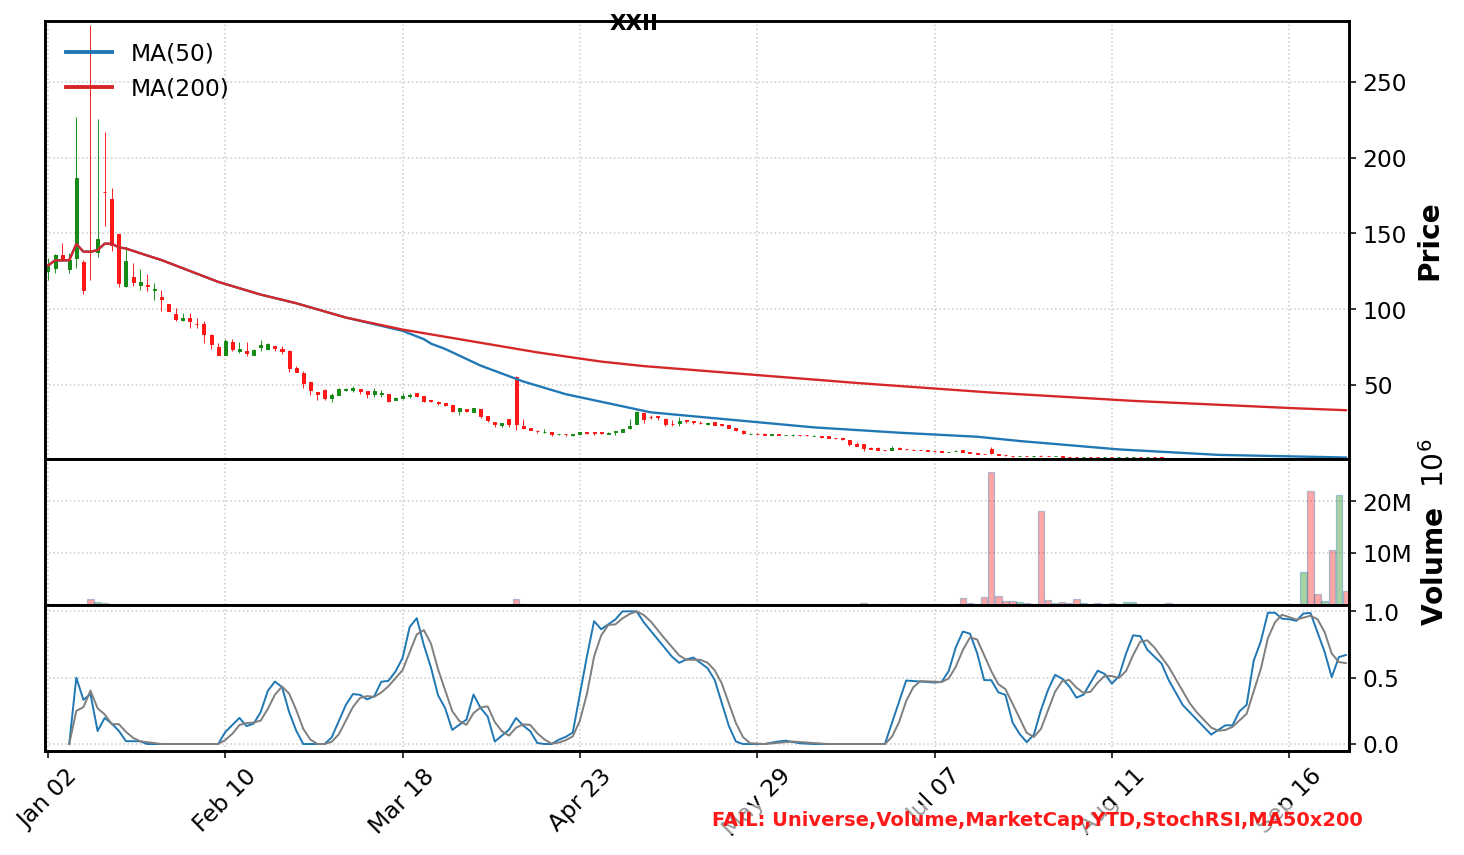 XXII
MA(50)
MA(200)
250
200
150
100
50
Price
10^6
20M
10M
Volume
1.0
0.5
0.0
Jan 02
Feb 10
Mar 18
Apr 23
May 29
Jul 07
Aug 11
Sep 16
FAIL: Universe,Volume,MarketCap,YTD,StochRSI,MA50x200